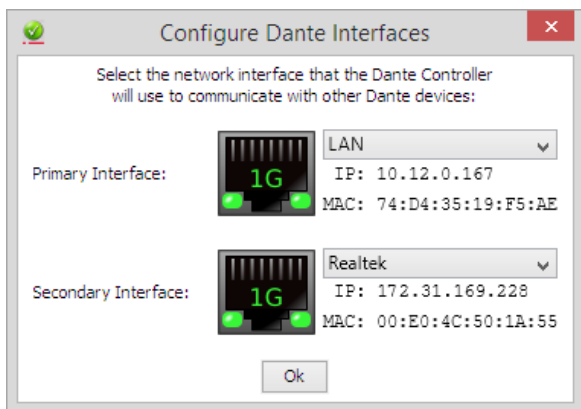 Configure Dante Interfaces
Select the network interface that the Dante Controller
will use to communicate with other Dante devices:
Primary Interface:
1G
LAN
IP: 10.12.0.167
MAC: 74:D4:35:19:F5:AE
Secondary Interface:
1G
Realtek
IP: 172.31.169.228
MAC: 00:E0:4C:50:1A:55
Ok